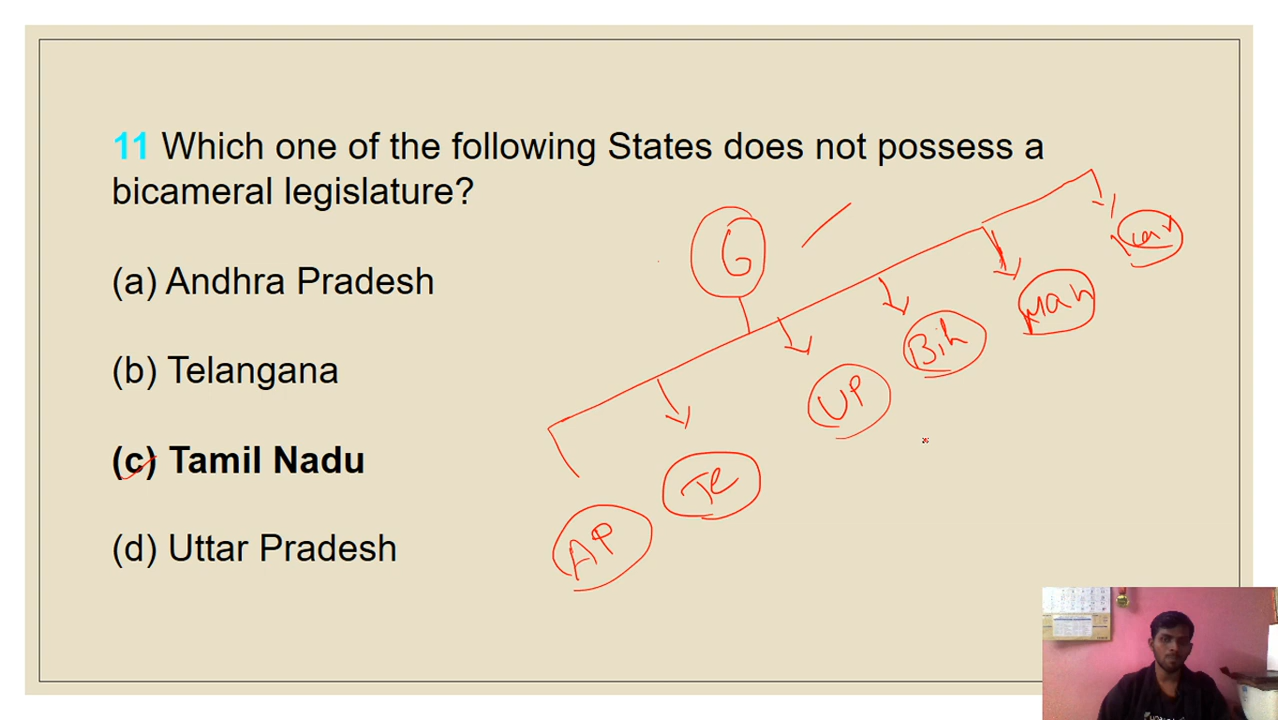 11 Which one of the following States does not possess a
bicameral legislature?
(a) Andhra Pradesh
(b) Telangana
(c) Tamil Nadu
(d) Uttar Pradesh
6
AP
Te
UP
Bih
Mah